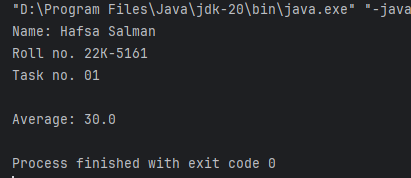 "D:\Program Files\Java\jdk-20\bin\java.exe" "-java
Name: Hafsa Salman
Roll no. 22K-5161
Task no. 01
Average: 30.0
Process finished with exit code 0